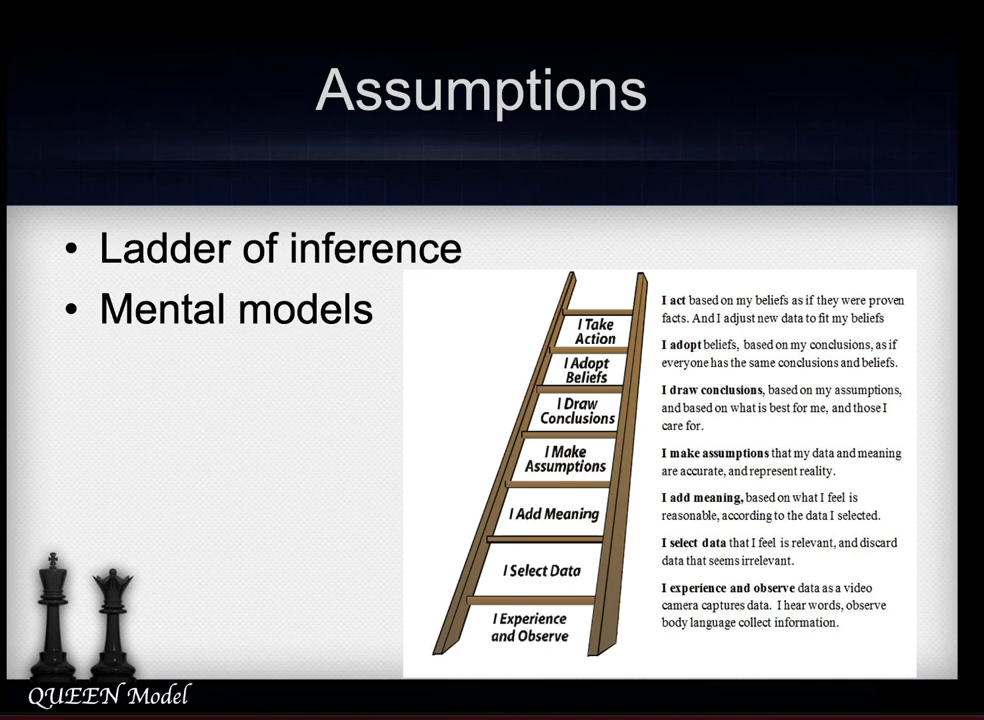 Assumptions
• Ladder of inference
• Mental models
I Take
Action
I Adopt
Beliefs
I Draw
Conclusions
I Make
Assumptions
I Add Meaning
I Select Data
I Experience
and Observe
I act based on my beliefs as if they were proven
facts. And I adjust new data to fit my beliefs
I adopt beliefs, based on my conclusions, as if
everyone has the same conclusions and beliefs.
I draw conclusions, based on my assumptions,
and based on what is best for me, and those I
care for.
I make assumptions that my data and meaning
are accurate, and represent reality.
I add meaning, based on what I feel is
reasonable, according to the data I selected.
I select data that I feel is relevant, and discard
data that seems irrelevant.
I experience and observe data as a video
camera captures data. I hear words, observe
body language collect information.
QUEEN Model